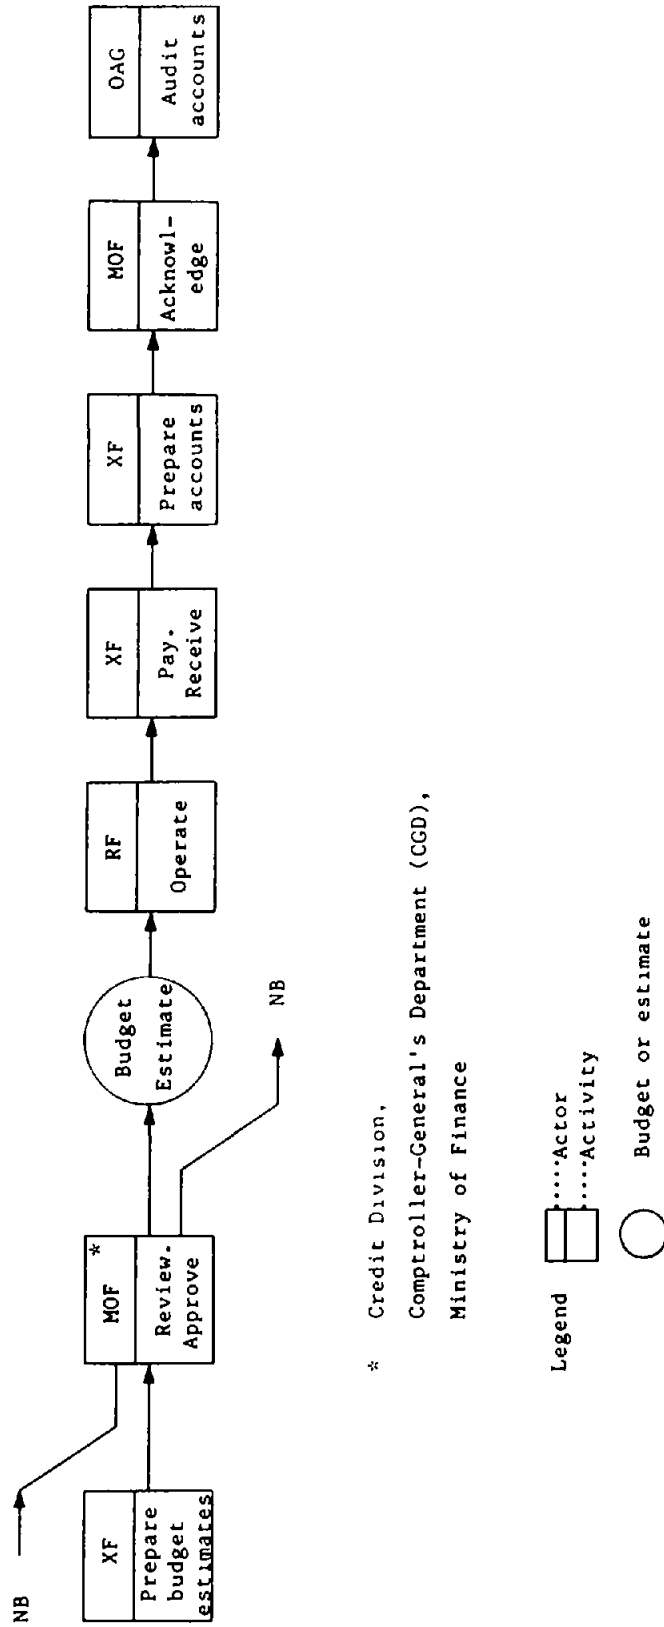 NB
XF
Prepare
budget
estimates
MOF *
Review.
Approve
NB
Budget
Estimate
RF
Operate
XF
Pay.
Receive
XF
Prepare
accounts
MOF
Acknowl-
edge
OAG
Audit
accounts
* Credit Division,
Comptroller-General's Department (CGD),
Ministry of Finance
Legend
....Actor
....Activity
Budget or estimate